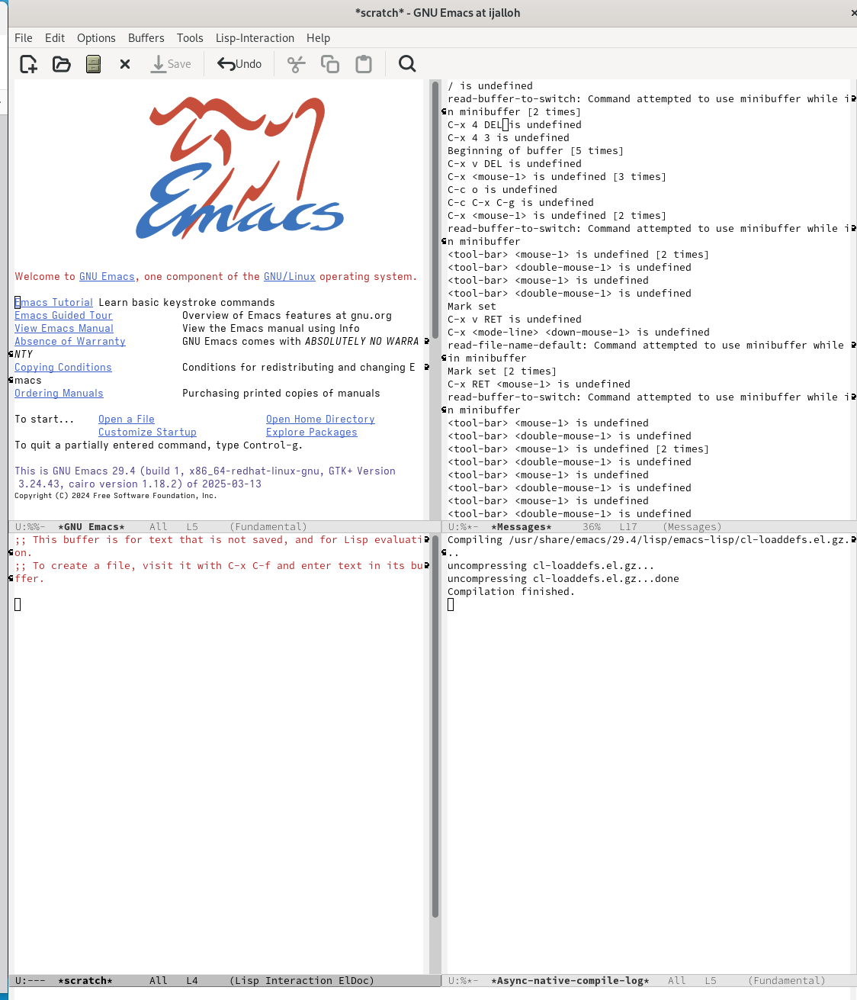 *scratch* - GNU Emacs at ijalloh
File Edit Options Buffers Tools Lisp-Interaction Help
Save Undo
Emacs
Welcome to GNU Emacs, one component of the GNU/Linux operating system.
Emacs Tutorial Learn basic keystroke commands
Emacs Guided Tour Overview of Emacs features at gnu.org
View Emacs Manual View the Emacs manual using Info
Absence of Warranty GNU Emacs comes with ABSOLUTELY NO WARRA
NTY
Copying Conditions Conditions for redistributing and changing E
macs
Ordering Manuals Purchasing printed copies of manuals
To start... Open a File Open Home Directory
Customize Startup Explore Packages
To quit a partially entered command, type Control-g.
This is GNU Emacs 29.4 (build 1, x86_64-redhat-linux-gnu, GTK+ Version
3.24.43, cairo version 1.18.2) of 2025-03-13
Copyright (C) 2024 Free Software Foundation, Inc.
U:%%- *GNU Emacs* All L5 (Fundamental)
/ is undefined
read-buffer-to-switch: Command attempted to use minibuffer while i
n minibuffer [2 times]
C-x 4 DEL is undefined
C-x 4 3 is undefined
Beginning of buffer [5 times]
C-x v DEL is undefined
C-x <mouse-1> is undefined [3 times]
C-c o is undefined
C-c C-x C-g is undefined
C-x <mouse-1> is undefined [2 times]
read-buffer-to-switch: Command attempted to use minibuffer while i
n minibuffer
<tool-bar> <mouse-1> is undefined [2 times]
<tool-bar> <double-mouse-1> is undefined
<tool-bar> <mouse-1> is undefined
<tool-bar> <double-mouse-1> is undefined
Mark set
C-x v RET is undefined
C-x <mode-line> <down-mouse-1> is undefined
read-file-name-default: Command attempted to use minibuffer while
in minibuffer
Mark set [2 times]
C-x RET <mouse-1> is undefined
read-buffer-to-switch: Command attempted to use minibuffer while i
n minibuffer
<tool-bar> <mouse-1> is undefined
<tool-bar> <double-mouse-1> is undefined
<tool-bar> <mouse-1> is undefined [2 times]
<tool-bar> <double-mouse-1> is undefined
<tool-bar> <mouse-1> is undefined
<tool-bar> <double-mouse-1> is undefined
<tool-bar> <mouse-1> is undefined
<tool-bar> <double-mouse-1> is undefined
U:%*- *Messages* 36% L17 (Messages)
;; This buffer is for text that is not saved, and for Lisp evaluati
on.
;; To create a file, visit it with C-x C-f and enter text in its bu
ffer.
U:--- *scratch* All L4 (Lisp Interaction ElDoc)
Compiling /usr/share/emacs/29.4/lisp/emacs-lisp/cl-loaddefs.el.gz.
..
uncompressing cl-loaddefs.el.gz...
uncompressing cl-loaddefs.el.gz...done
Compilation finished.
U:%*- *Async-native-compile-log* All L5 (Fundamental)